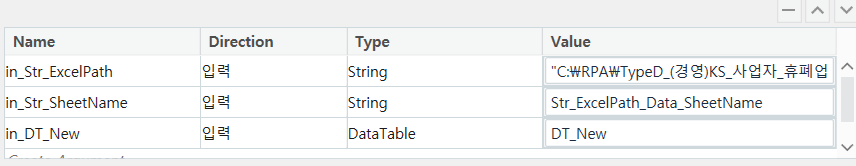 Name Direction Type Value
in_Str_ExcelPath 입력 String "C:₩RPA₩TypeD_(경영)KS_사업자_휴폐업
in_Str_SheetName 입력 String Str_ExcelPath_Data_SheetName
in_DT_New 입력 DataTable DT_New